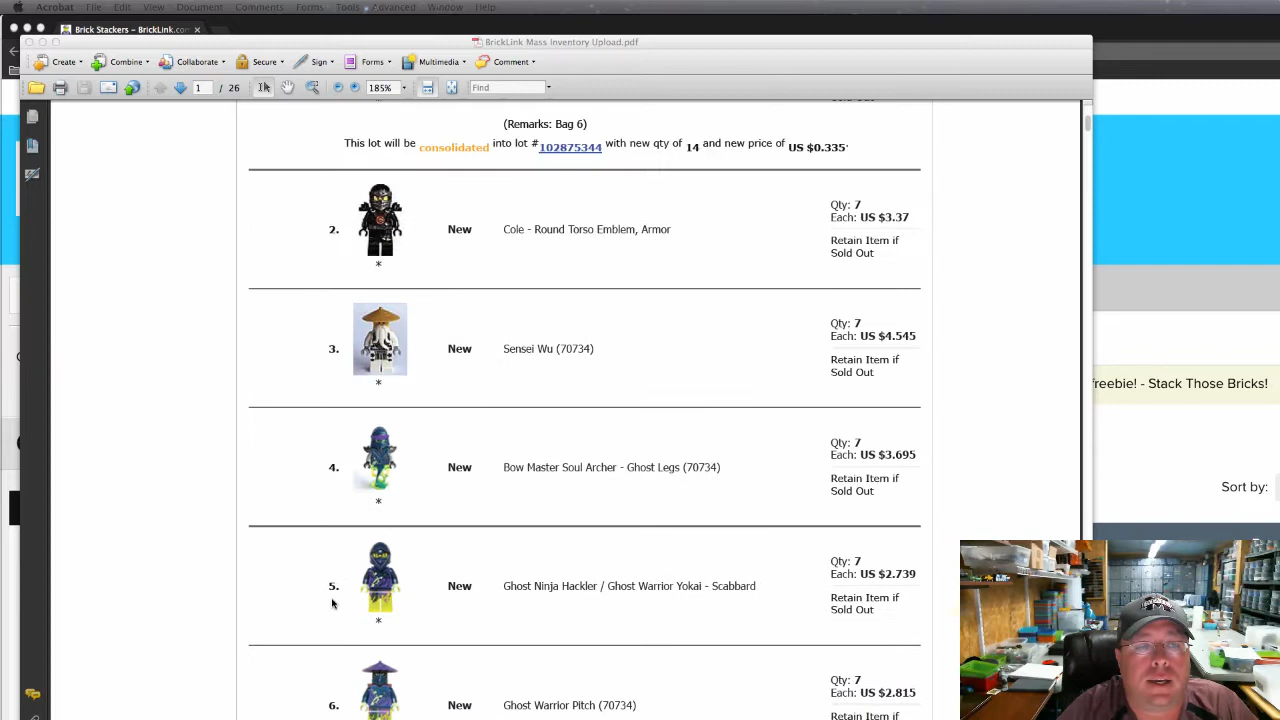 Acrobat File Edit View Document Comments Forms Tools Advanced Window Help
Brick Stackers – BrickLink.com
BrickLink Mass Inventory Upload.pdf
Create Combine Collaborate Secure Sign Forms Multimedia Comment
1 / 26 185% Find
(Remarks: Bag 6)
This lot will be consolidated into lot #102875344 with new qty of 14 and new price of US $0.335.
2. New Cole - Round Torso Emblem, Armor
Qty: 7
Each: US $3.37
Retain Item if
Sold Out
*
3. New Sensei Wu (70734)
Qty: 7
Each: US $4.545
Retain Item if
Sold Out
*
4. New Bow Master Soul Archer - Ghost Legs (70734)
Qty: 7
Each: US $3.695
Retain Item if
Sold Out
*
5. New Ghost Ninja Hackler / Ghost Warrior Yokai - Scabbard
Qty: 7
Each: US $2.739
Retain Item if
Sold Out
*
6. New Ghost Warrior Pitch (70734)
Qty: 7
Each: US $2.815
Retain Item if
freebie! - Stack Those Bricks!
Sort by: